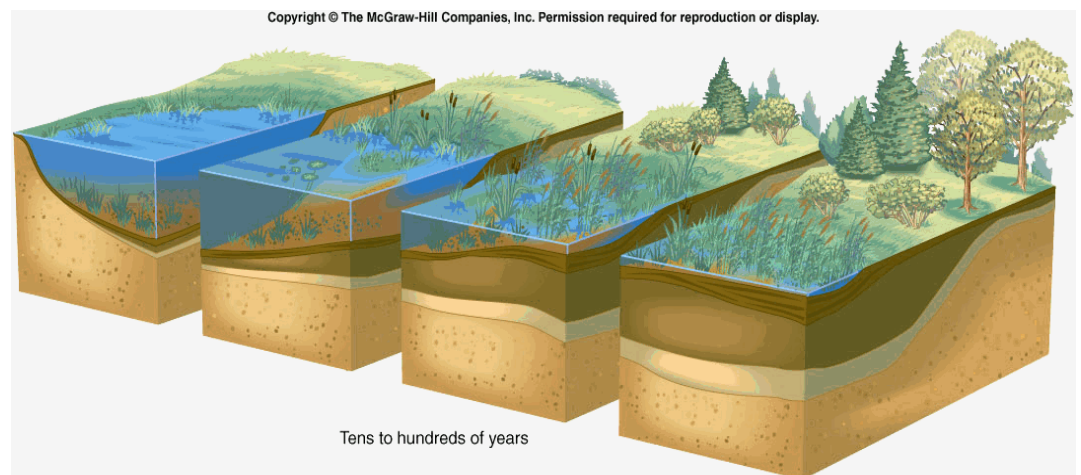 Copyright © The McGraw-Hill Companies, Inc. Permission required for reproduction or display.
Tens to hundreds of years